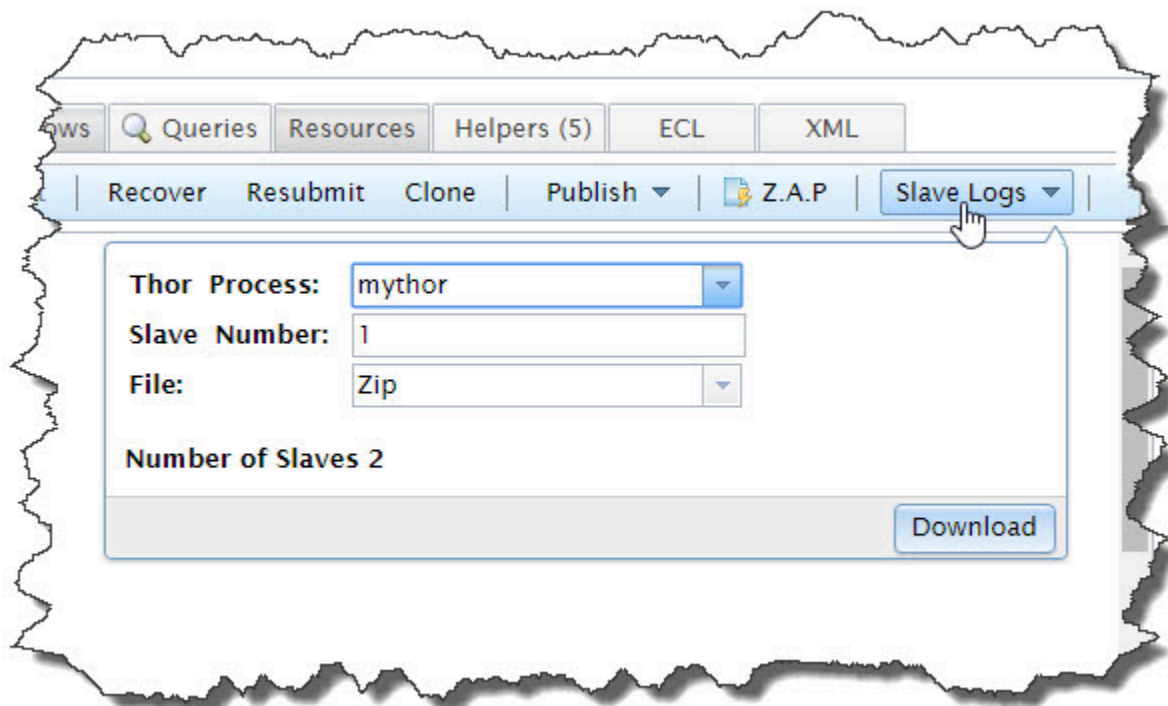 ows Queries Resources Helpers (5) ECL XML
Recover Resubmit Clone Publish Z.A.P Slave Logs
Thor Process: mythor
Slave Number: 1
File: Zip
Number of Slaves 2
Download